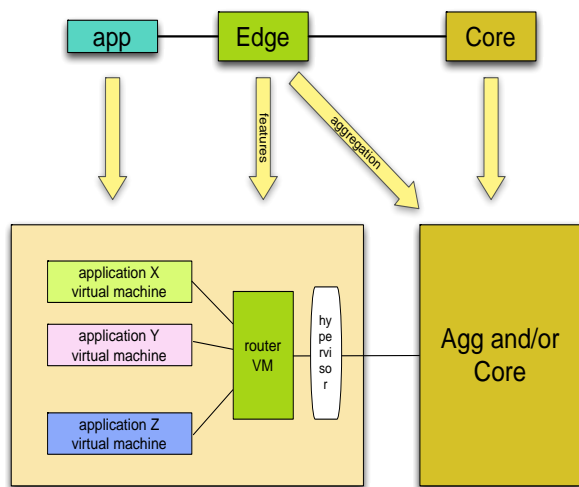 app
Edge
Core
features
aggregation
application X
virtual machine
application Y
virtual machine
application Z
virtual machine
router
VM
hy
pe
rvi
so
r
Agg and/or
Core